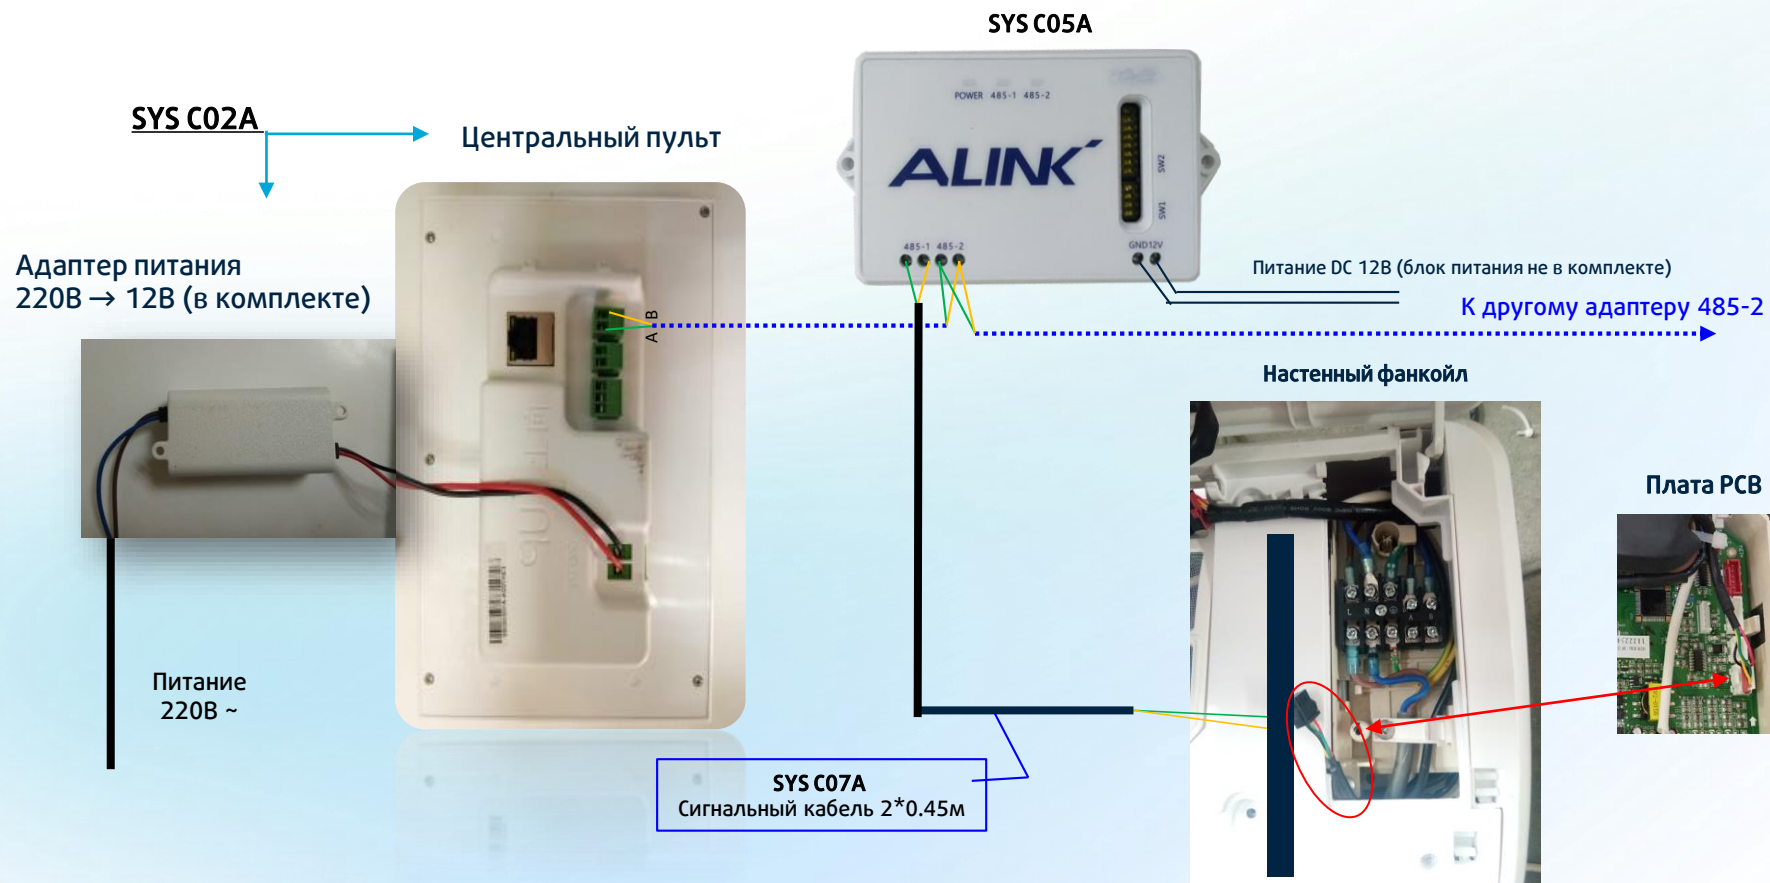 SYS C05A
SYS C02A
Центральный пульт
POWER 485-1 485-2
ALINK
SW2
SW1
485-1 485-2
GND12V
Адаптер питания
220В → 12В (в комплекте)
Питание DC 12В (блок питания не в комплекте)
К другому адаптеру 485-2
A B
Настенный фанкойл
Плата PCB
L N A B
Питание
220В ~
SYS C07A
Сигнальный кабель 2*0.45м